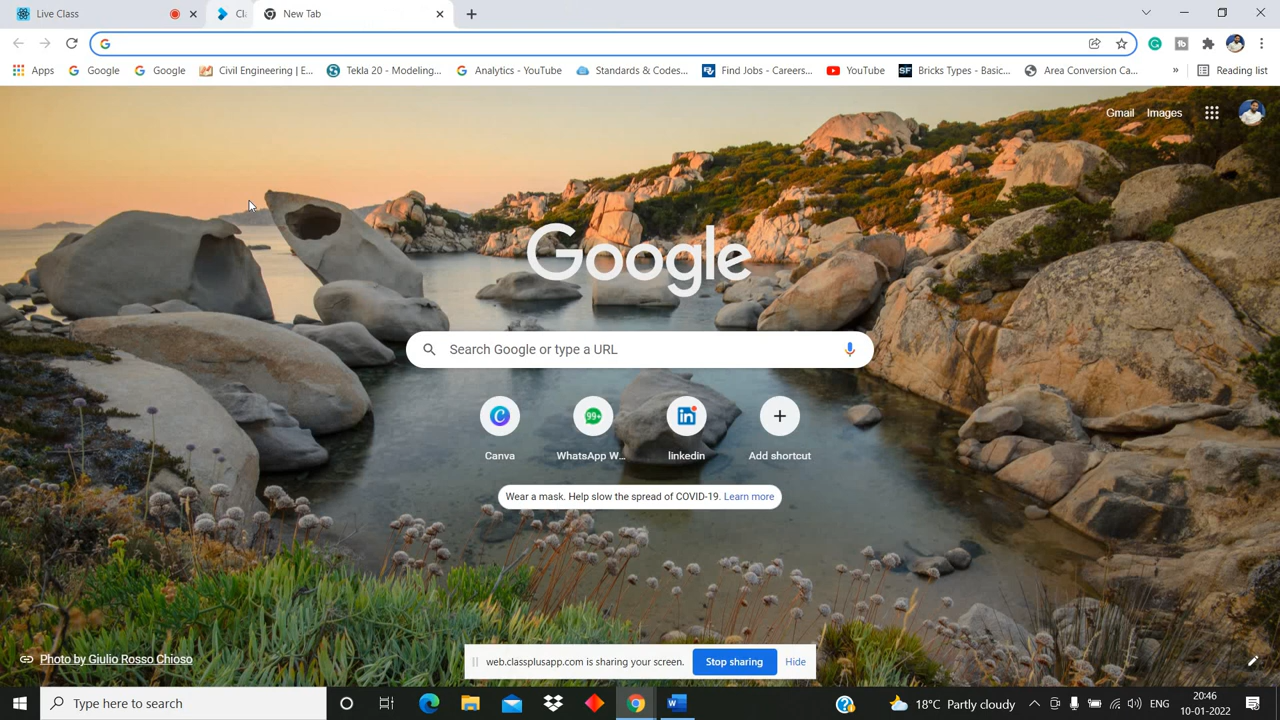 Live Class
Cl
New Tab
Apps
Google
Google
Civil Engineering | E...
Tekla 20 - Modeling...
Analytics - YouTube
Standards & Codes...
Find Jobs - Careers...
YouTube
SF
Bricks Types - Basic...
Area Conversion Ca...
»
Reading list
Gmail
Images
Google
Search Google or type a URL
99+
in
Canva
WhatsApp W...
linkedin
Add shortcut
Wear a mask. Help slow the spread of COVID-19. Learn more
Photo by Giulio Rosso Chioso
web.classplusapp.com is sharing your screen.
Stop sharing
Hide
Type here to search
18°C Partly cloudy
ENG
20:46
10-01-2022